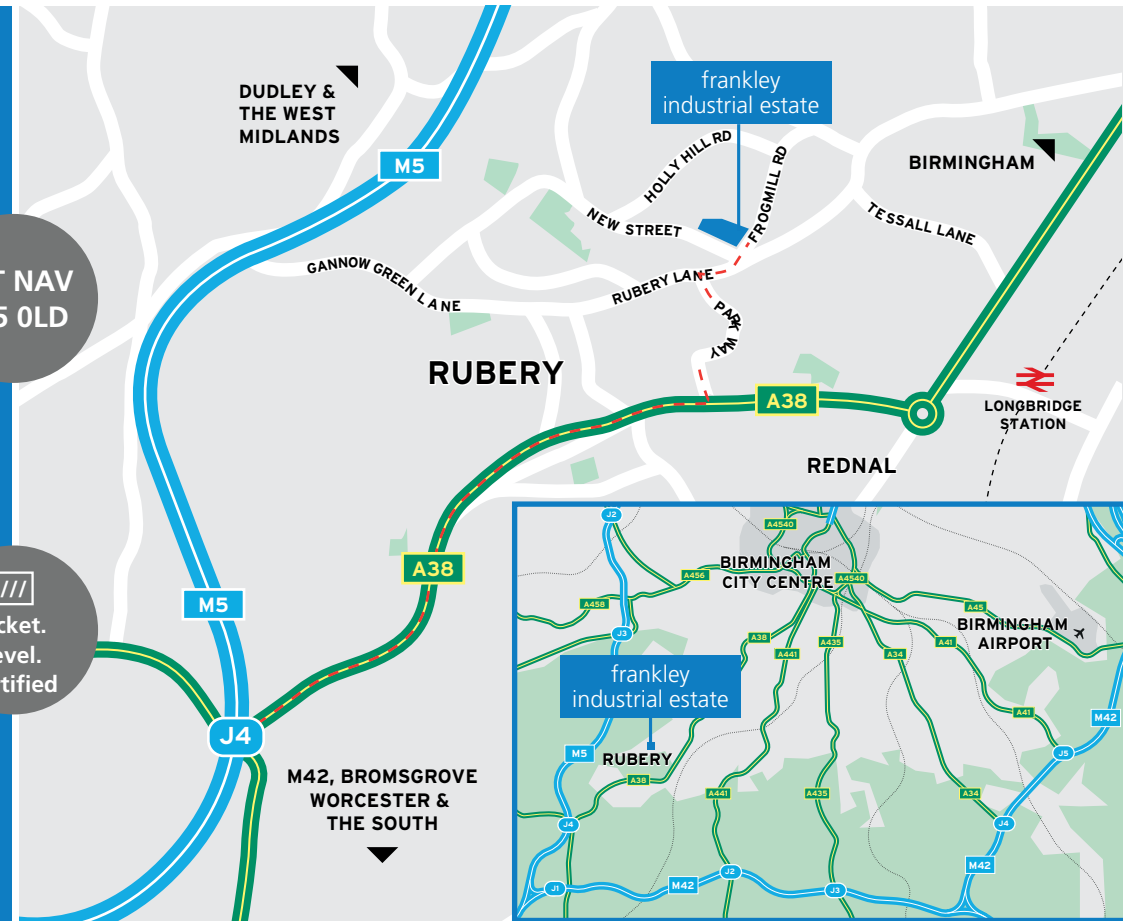 DUDLEY &
THE WEST
MIDLANDS
frankley
industrial estate
M5
HOLLY HILL RD
FROGMILL RD
BIRMINGHAM
NEW STREET
TESSALL LANE
NAV
0LD
GANNOW GREEN LANE
RUBERY LANE
PARK WAY
RUBERY
A38
LONGBRIDGE
STATION
REDNAL
A38
M5
J4
M42, BROMSGROVE
WORCESTER &
THE SOUTH
J2
A4540
BIRMINGHAM
CITY CENTRE
A4540
A456
A458
A45
J3
A38
A435
A41
BIRMINGHAM
AIRPORT
A441
A34
frankley
industrial estate
A41
M42
M5
RUBERY
J5
A38
A441
A435
A34
J4
J4
M42
J2
J1
M42
J3